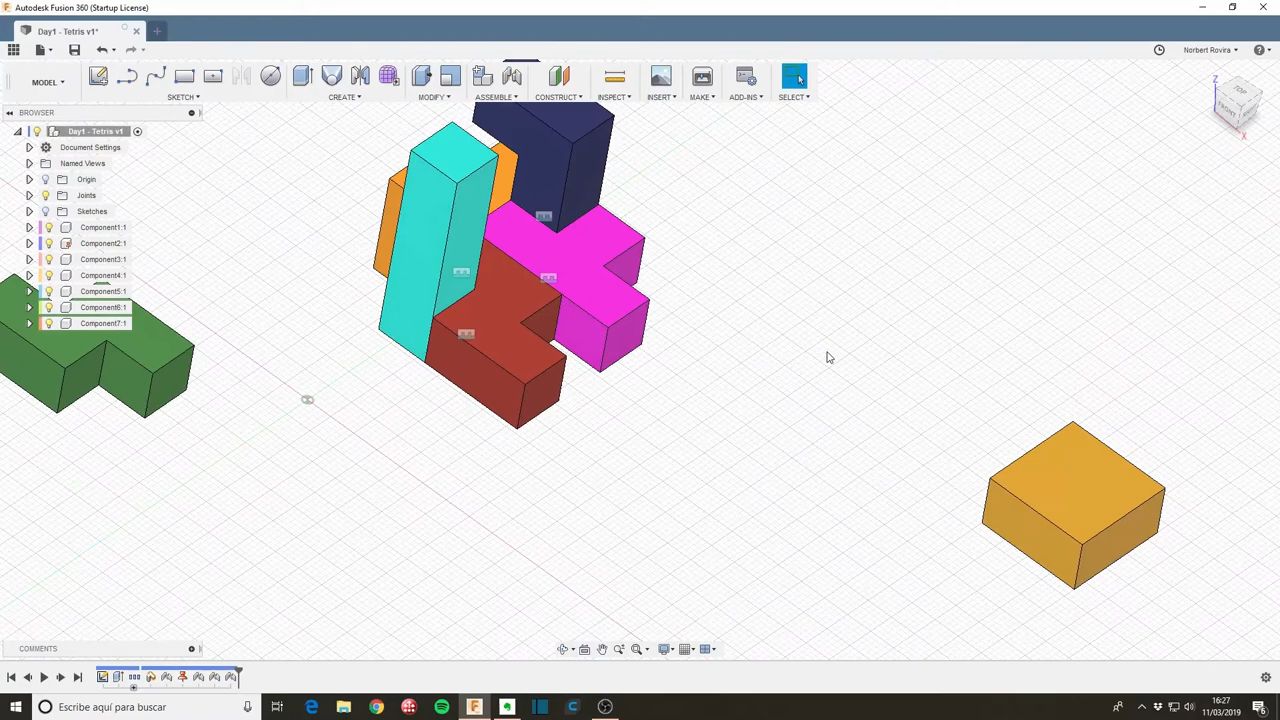 Autodesk Fusion 360 (Startup License)
Day1 - Tetris v1*
Norbert Rovira
MODEL
SKETCH
CREATE
MODIFY
ASSEMBLE
CONSTRUCT
INSPECT
INSERT
MAKE
ADD-INS
SELECT
BROWSER
Day1 - Tetris v1
Document Settings
Named Views
Origin
Joints
Sketches
Component1:1
Component2:1
Component3:1
Component4:1
Component5:1
Component6:1
Component7:1
TOP
FRONT
Z
X
COMMENTS
Escribe aquí para buscar
16:27
11/03/2019
6